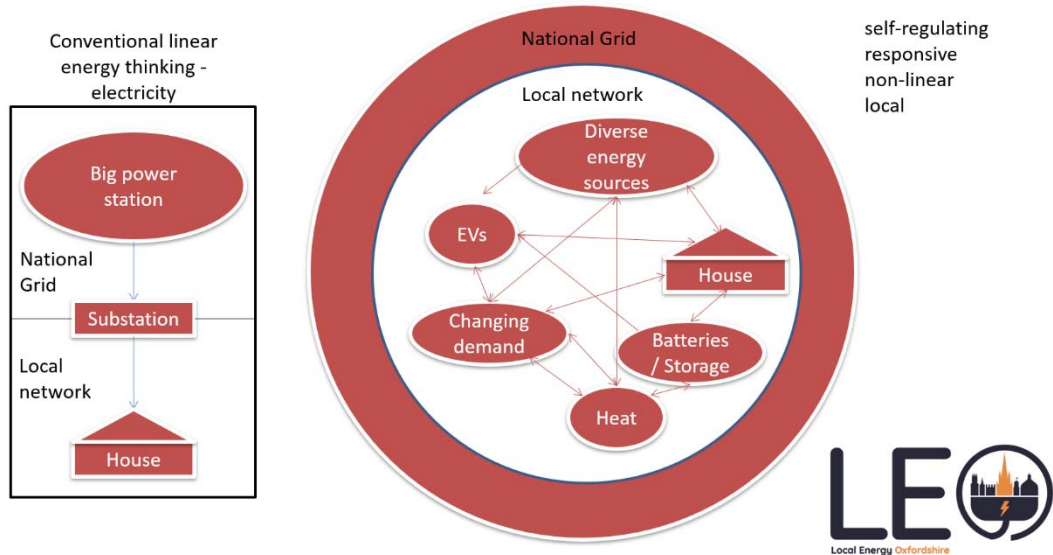 Conventional linear
energy thinking -
electricity
Big power
station
National
Grid
Substation
Local
network
House
National Grid
Local network
Diverse
energy
sources
EVs
House
Changing
demand
Batteries
/ Storage
Heat
self-regulating
responsive
non-linear
local
LEO
Local Energy Oxfordshire